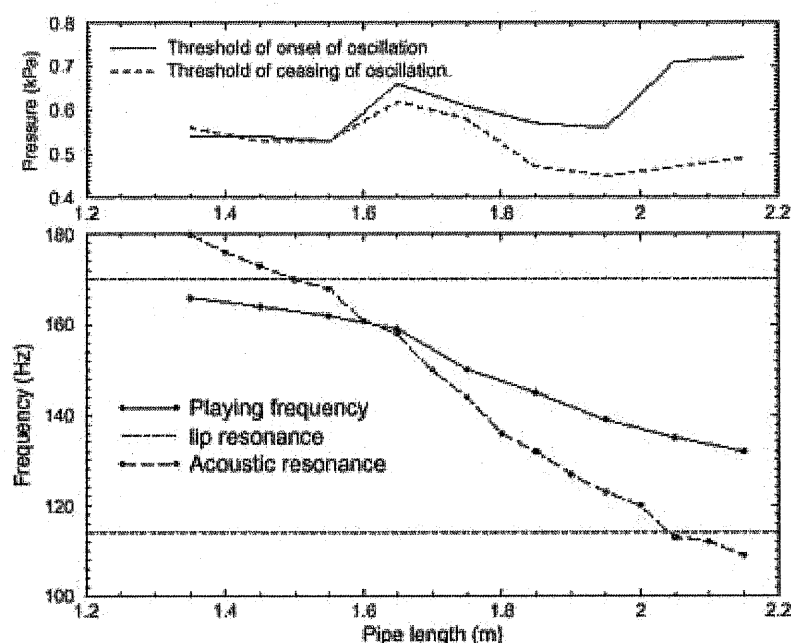 0.8
Threshold of onset of oscillation
0.7
Threshold of ceasing of oscillation.
0.6
Pressure (kPa)
0.5
0.4
1.2 1.4 1.6 1.8 2 2.2
180
160
Frequency (Hz)
Playing frequency
140
lip resonance
Acoustic resonance
120
100
1.2 1.4 1.6 1.8 2 2.2
Pipe length (m)